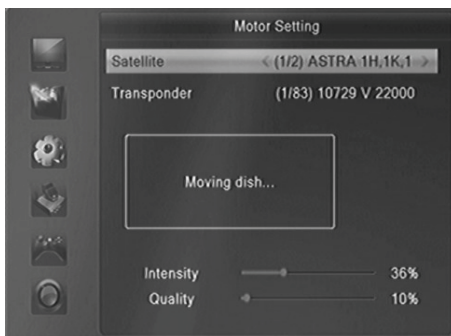 Motor Setting
Satellite < (1/2) ASTRA 1H,1K,1 >
Transponder (1/83) 10729 V 22000
Moving dish...
Intensity 36%
Quality 10%